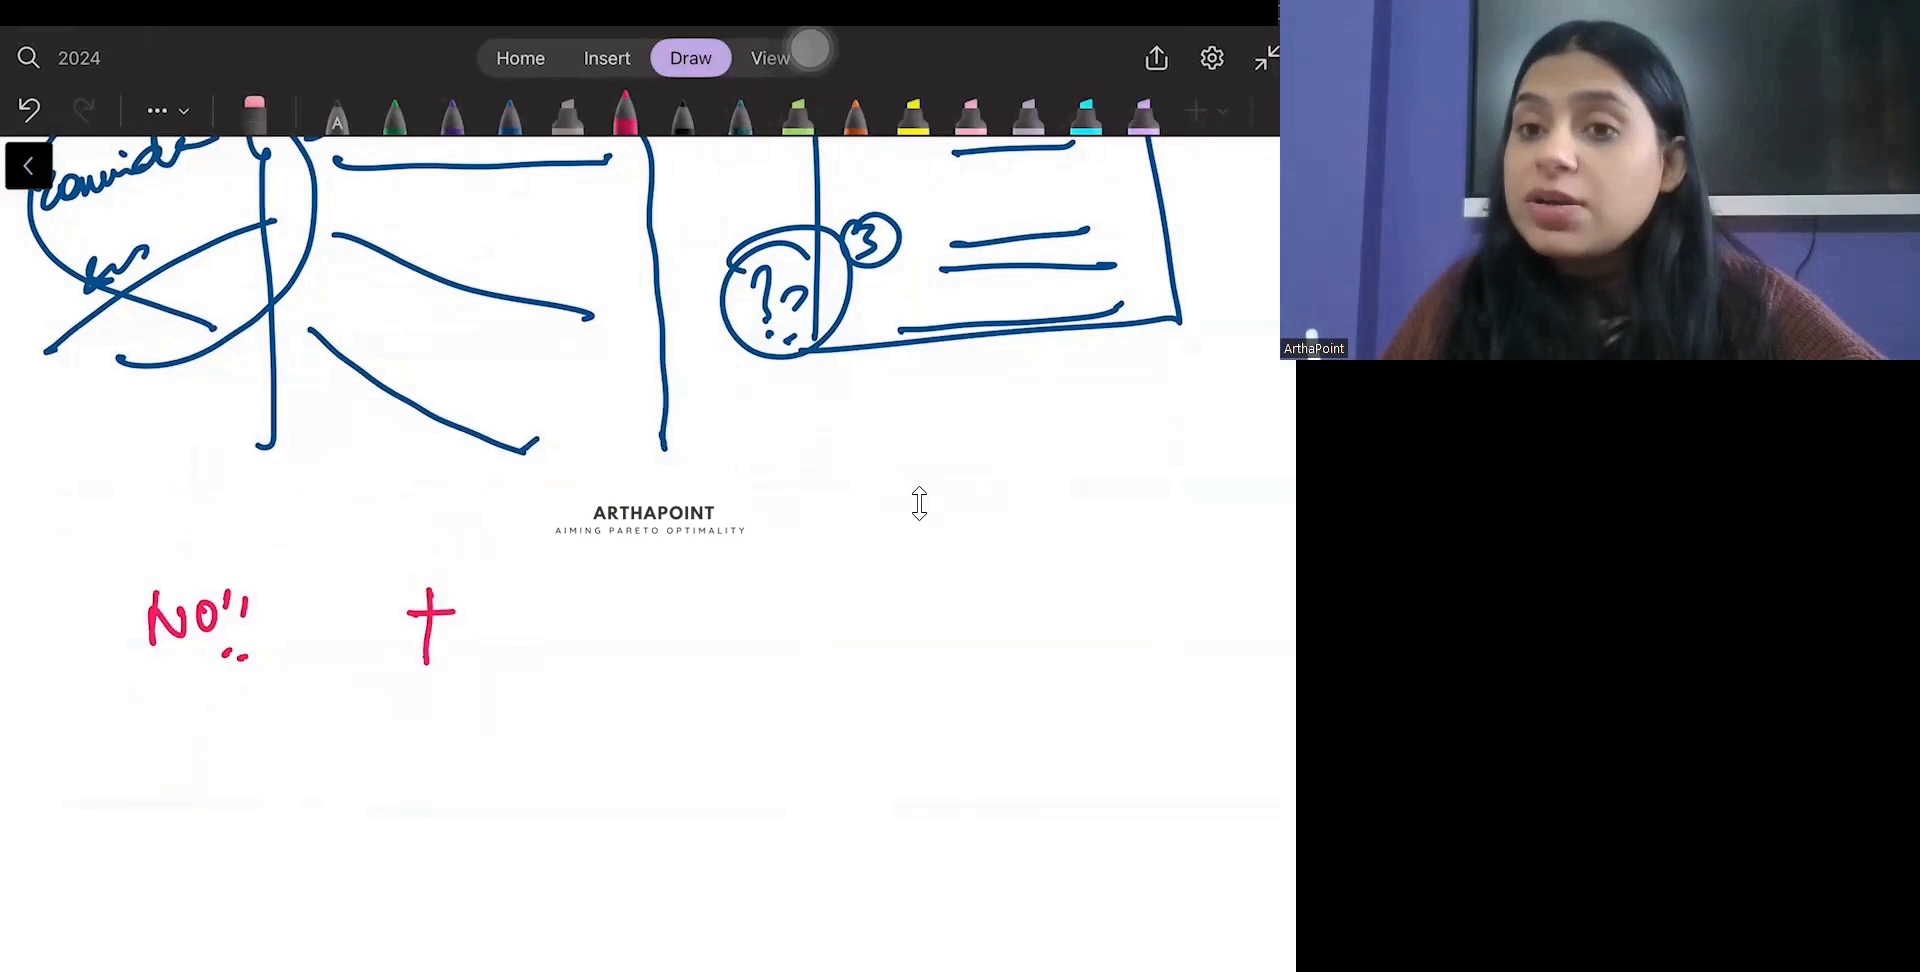 2024
Home Insert Draw View
A
3
??
ARTHAPOINT
AIMING PARETO OPTIMALITY
NO!!
ArthaPoint